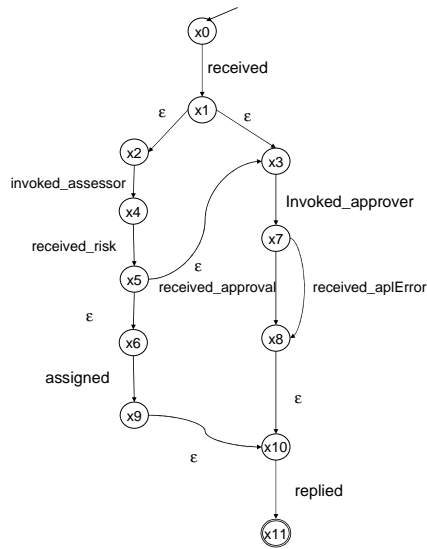 x0
received
x1
ε
ε
x2
x3
invoked_assessor
Invoked_approver
x4
x7
received_risk
ε
x5
received_approval
received_aplError
ε
x6
x8
assigned
ε
x9
ε
x10
replied
x11